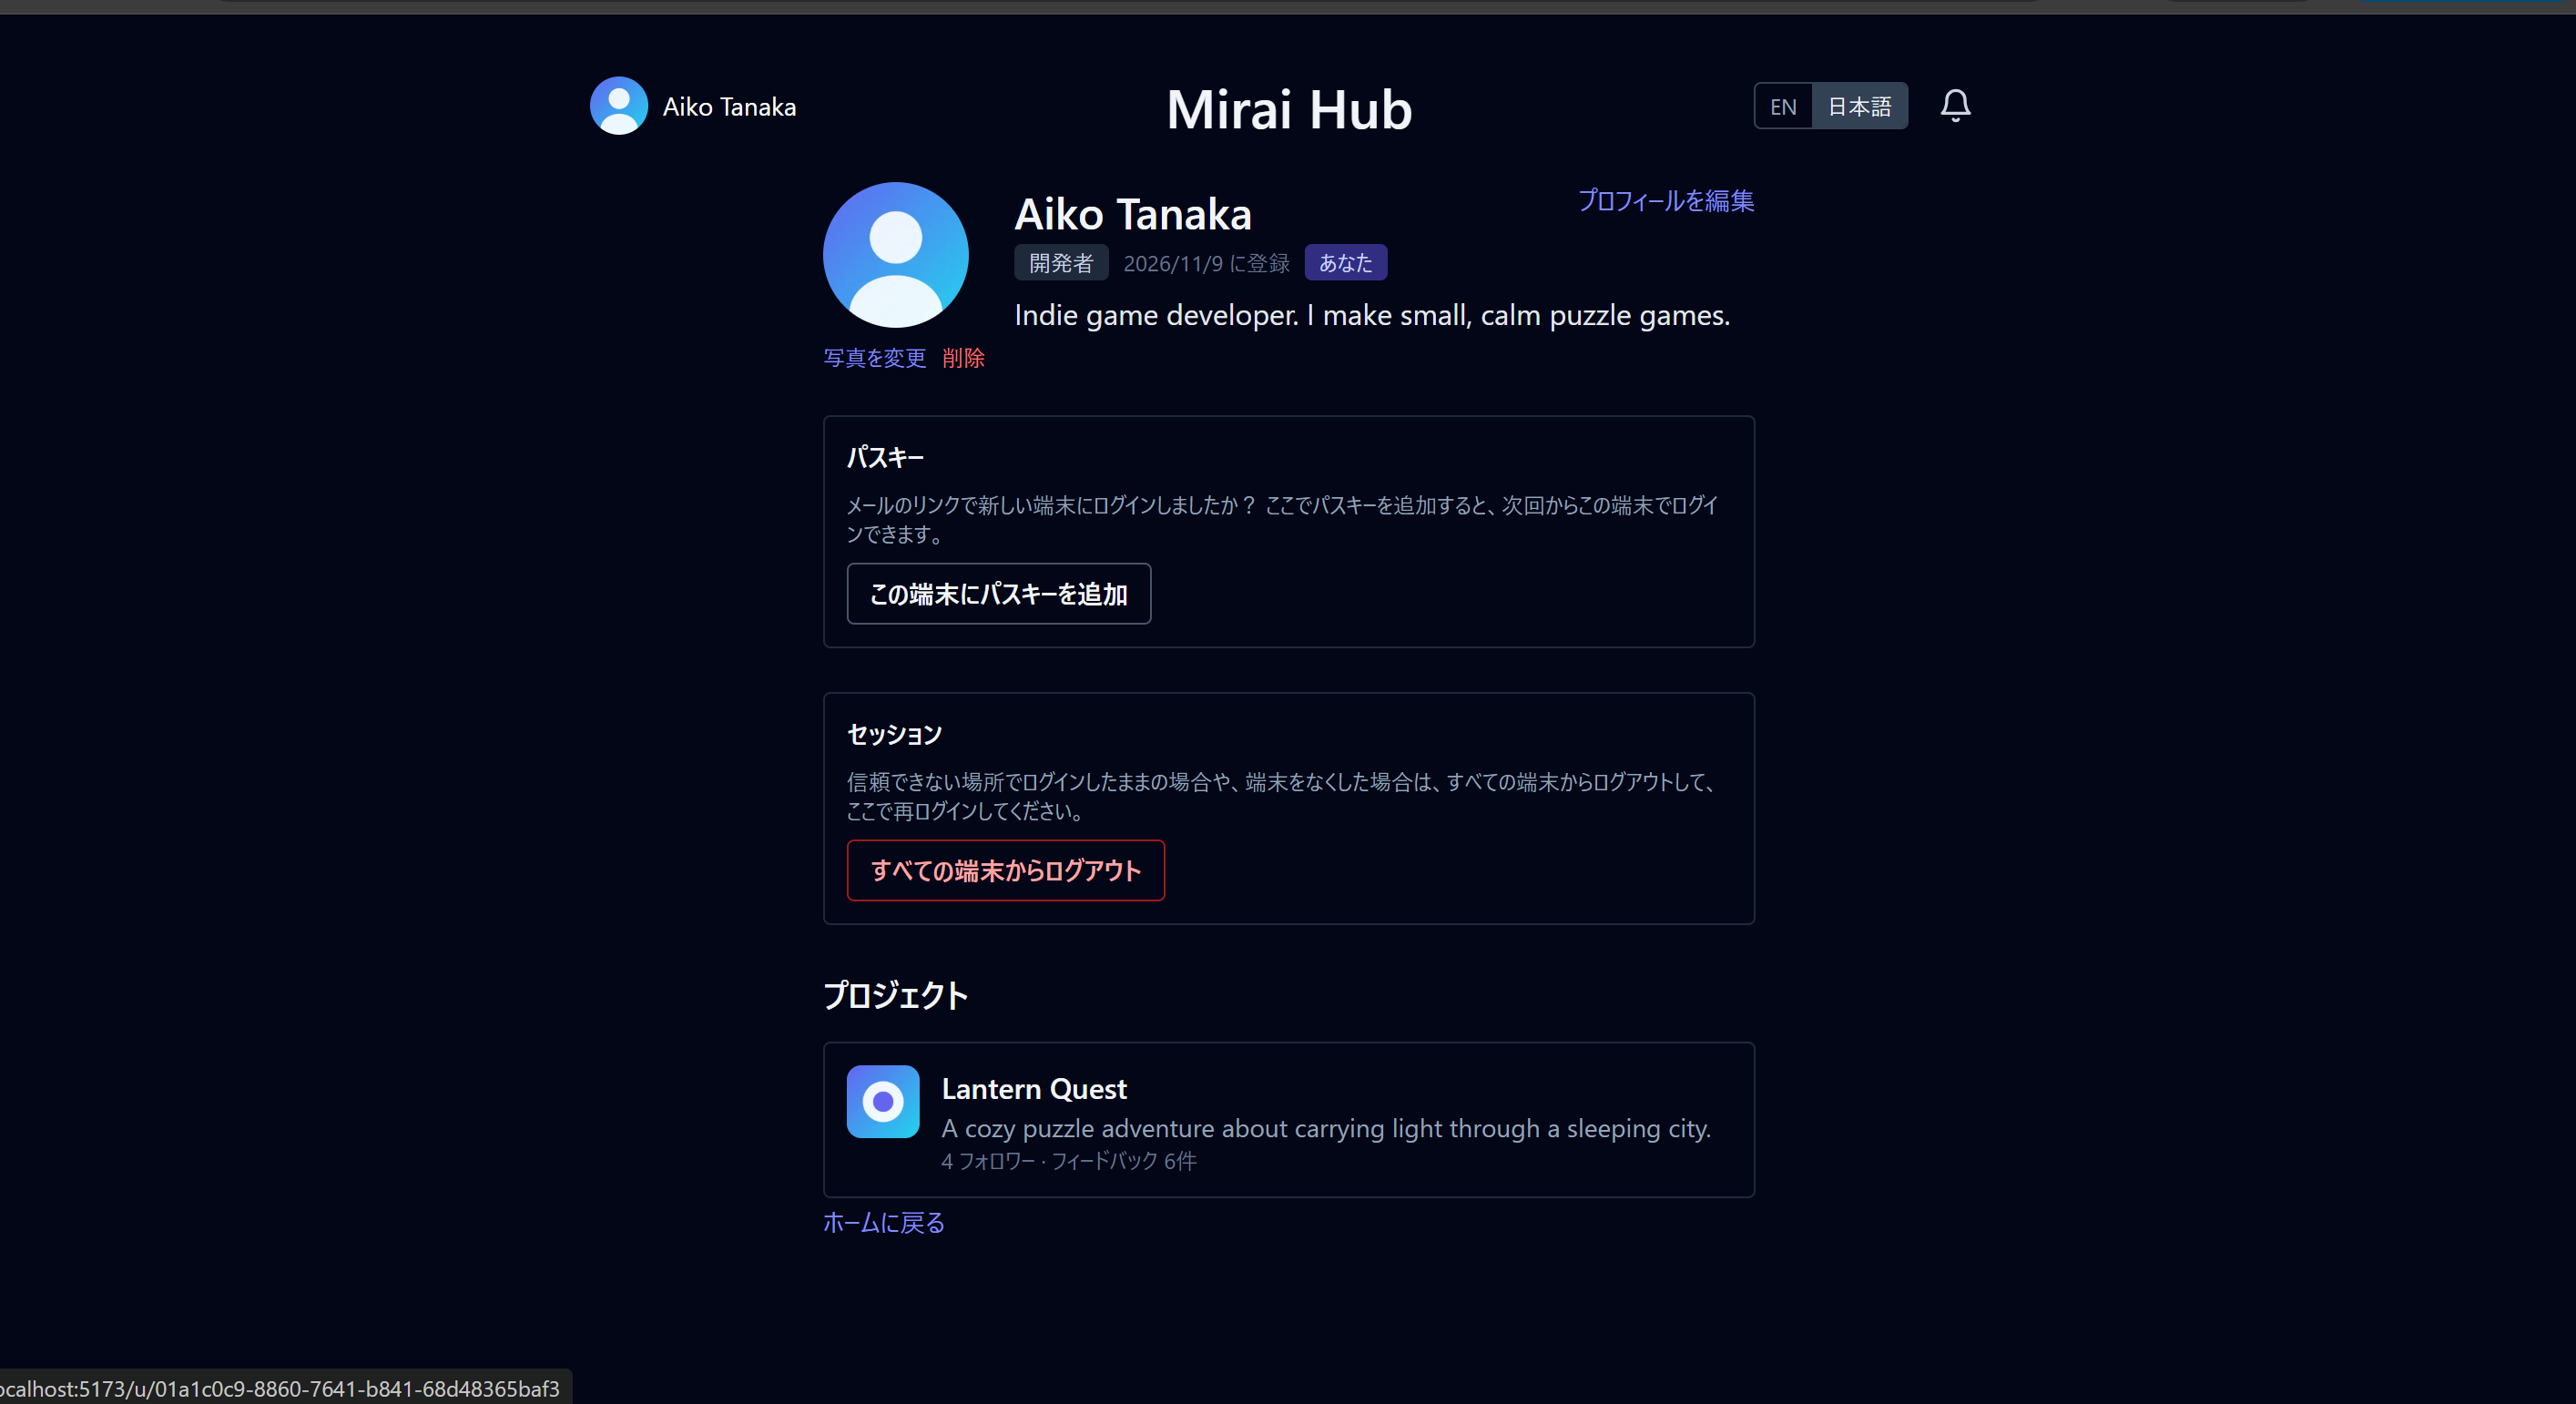 Aiko Tanaka
Mirai Hub
EN
日本語
Aiko Tanaka
プロフィールを編集
開発者
2026/11/9 に登録
あなた
Indie game developer. I make small, calm puzzle games.
写真を変更
削除
パスキー
メールのリンクで新しい端末にログインしましたか？ ここでパスキーを追加すると、次回からこの端末でログイ
ンできます。
この端末にパスキーを追加
セッション
信頼できない場所でログインしたままの場合や、端末をなくした場合は、すべての端末からログアウトして、
ここで再ログインしてください。
すべての端末からログアウト
プロジェクト
Lantern Quest
A cozy puzzle adventure about carrying light through a sleeping city.
4 フォロワー · フィードバック 6件
ホームに戻る
ocalhost:5173/u/01a1c0c9-8860-7641-b841-68d48365baf3